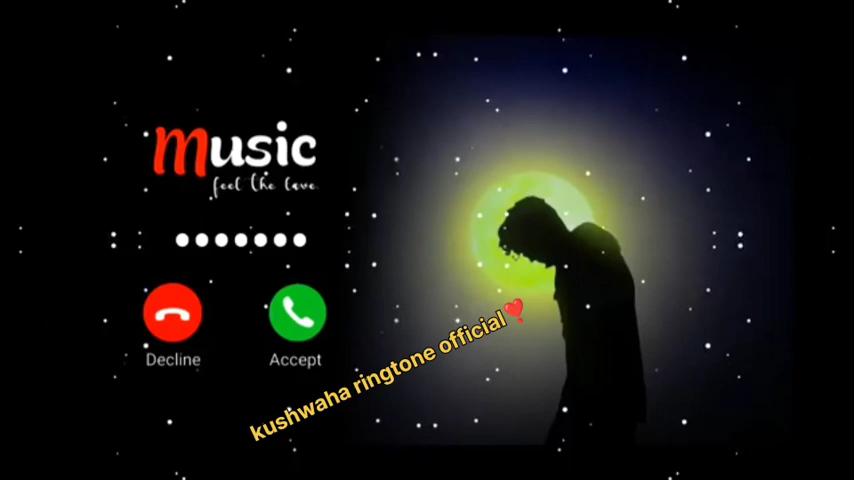 Music
feel the love
Decline
Accept
kushwaha ringtone official❣️